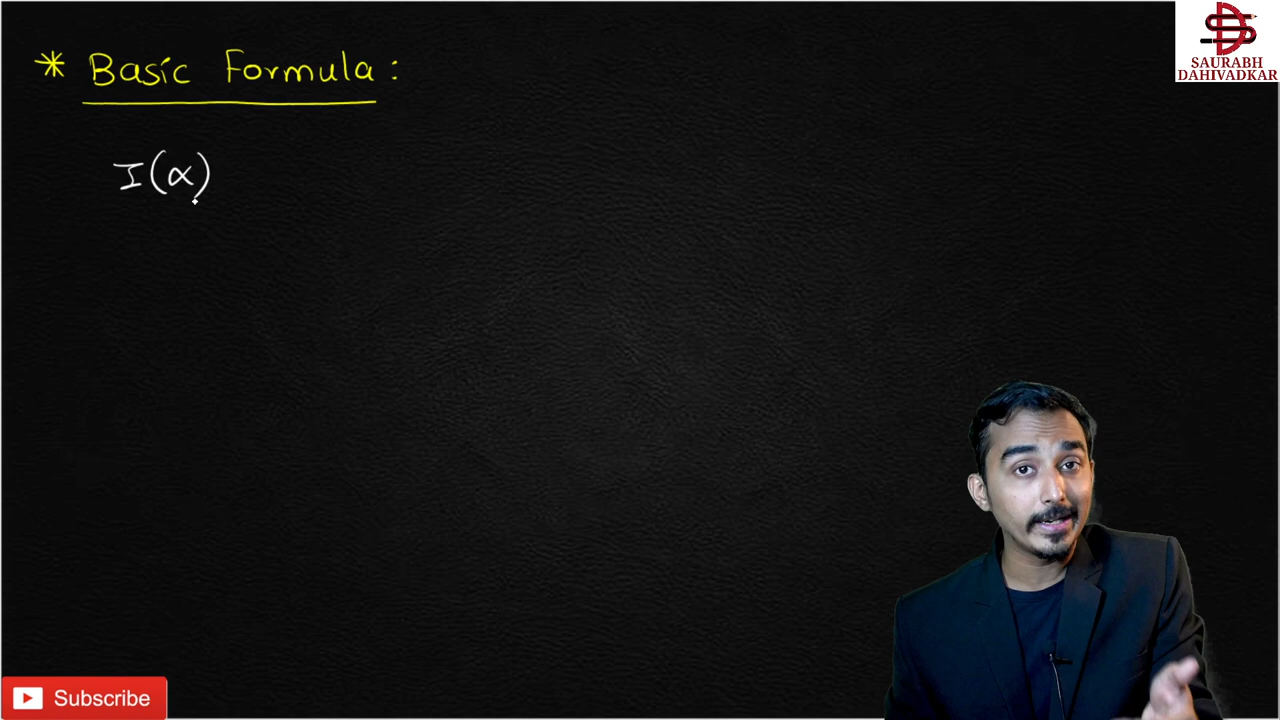 * Basic Formula :
I(α)
SAURABH
DAHIVADKAR
Subscribe